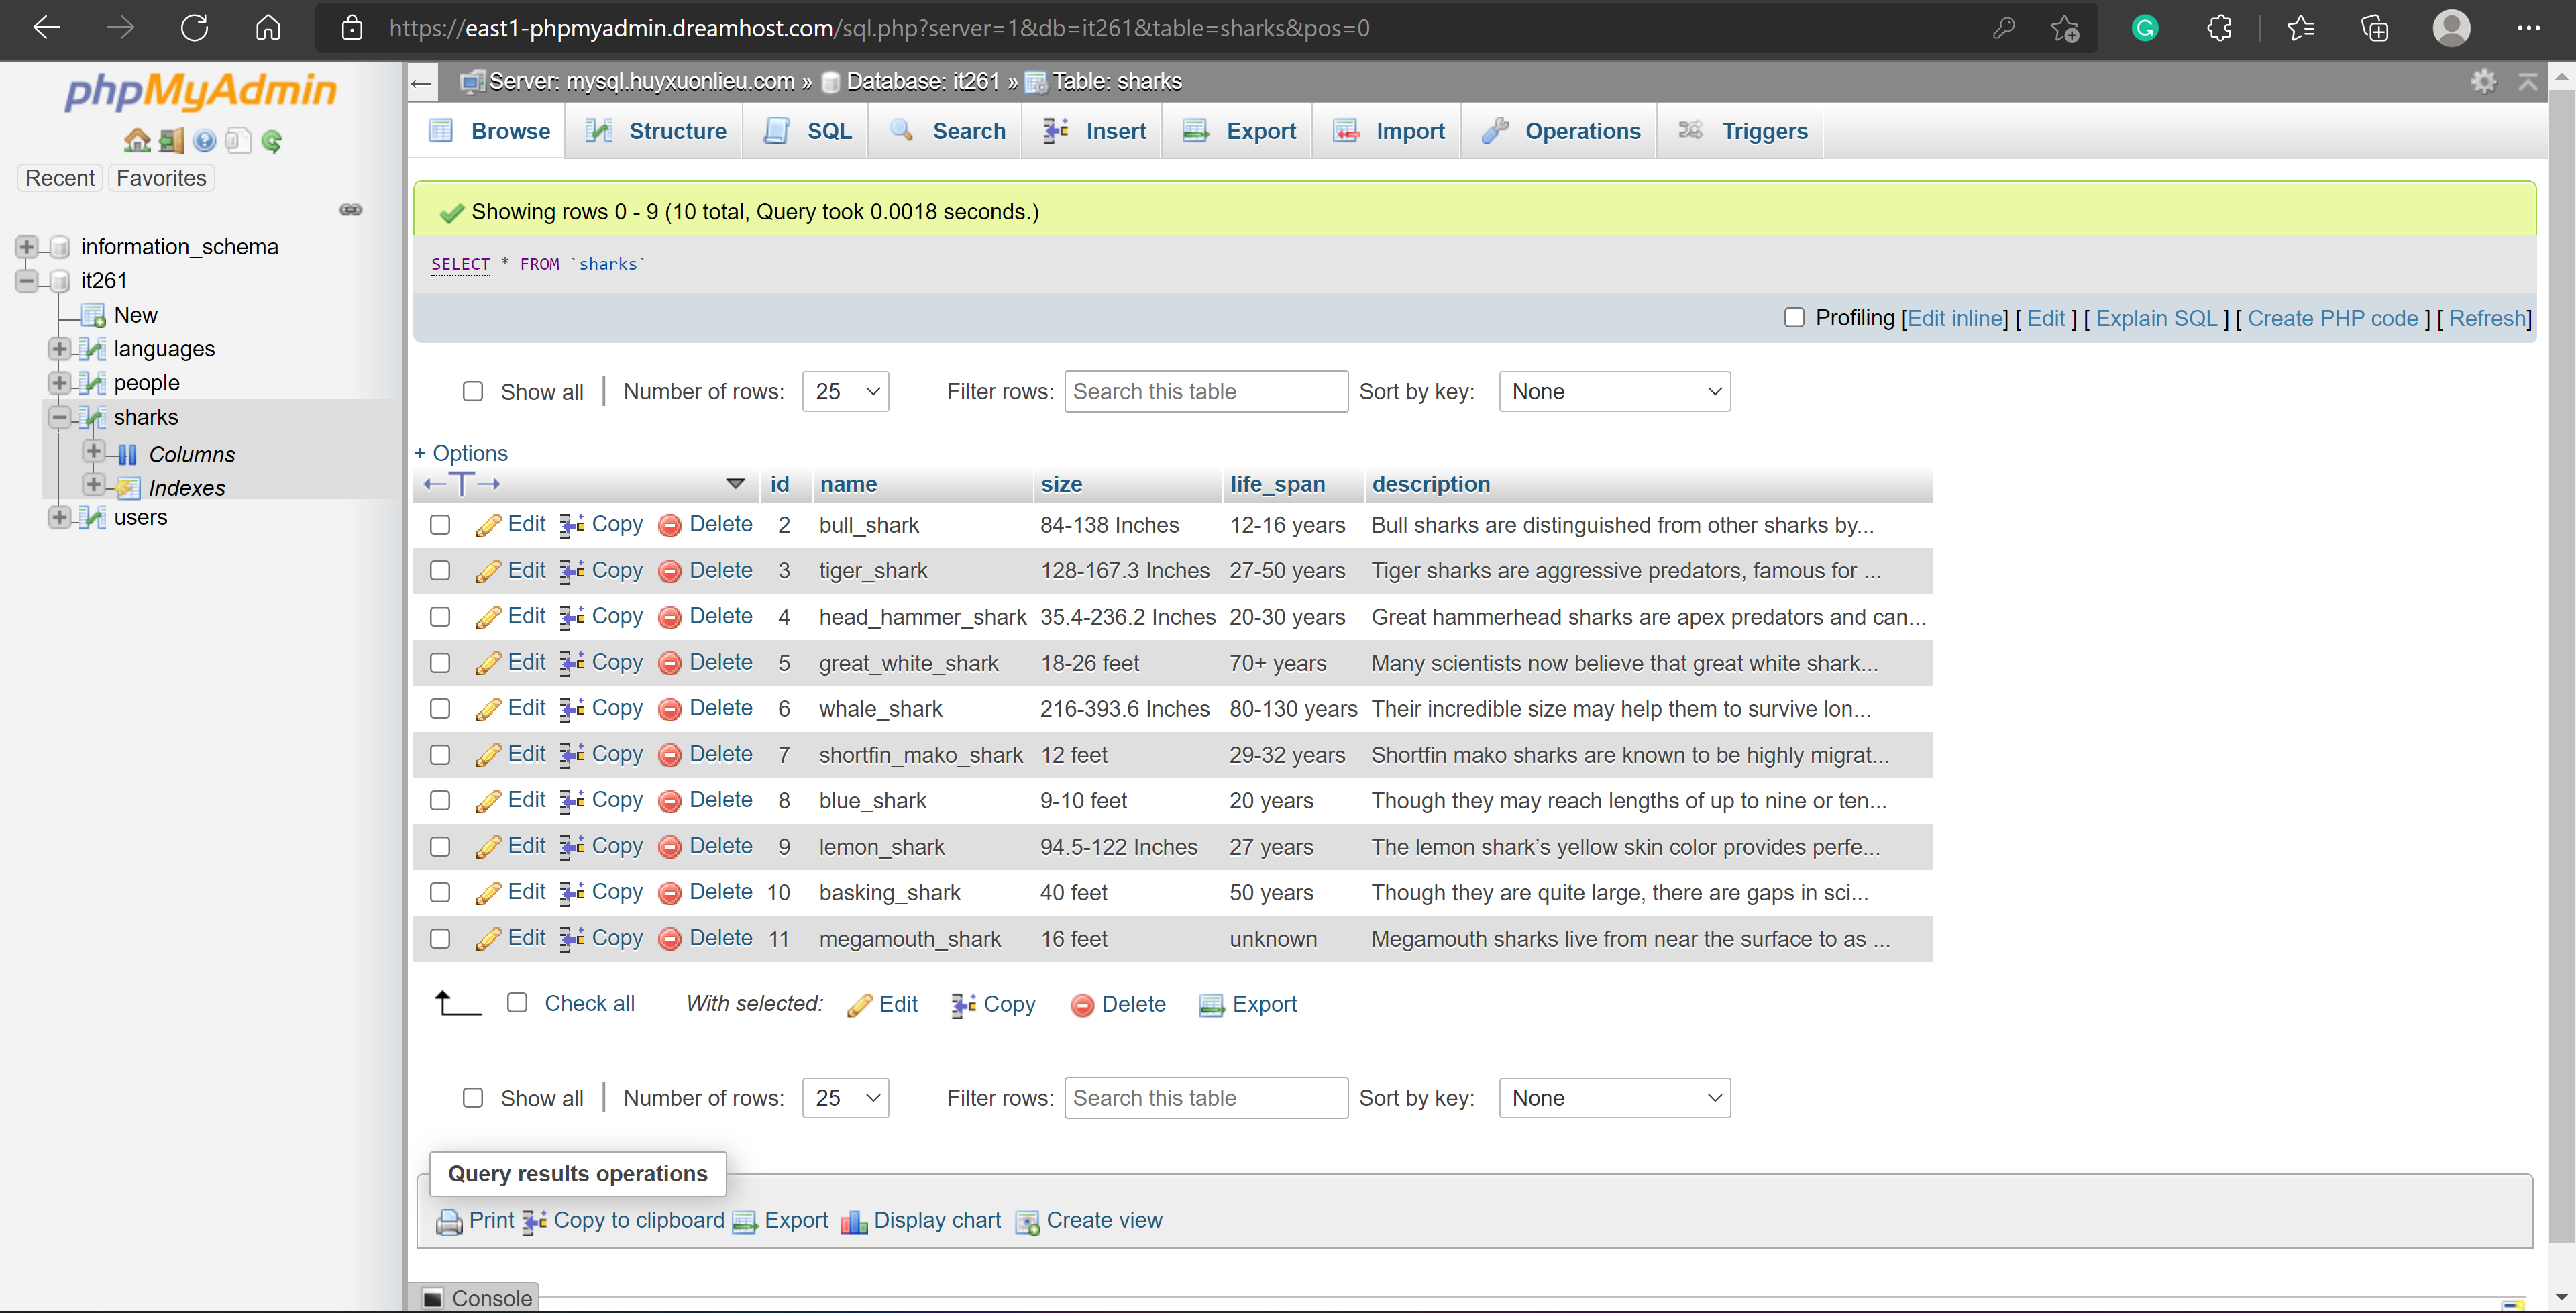 https://east1-phpmyadmin.dreamhost.com/sql.php?server=1&db=it261&table=sharks&pos=0
phpMyAdmin
Recent Favorites
information_schema
it261
New
languages
people
sharks
Columns
Indexes
users
Server: mysql.huyxuonlieu.com » Database: it261 » Table: sharks
Browse Structure SQL Search Insert Export Import Operations Triggers
Showing rows 0 - 9 (10 total, Query took 0.0018 seconds.)
SELECT * FROM `sharks`
Profiling [Edit inline] [ Edit ] [ Explain SQL ] [ Create PHP code ] [ Refresh]
Show all | Number of rows: 25 Filter rows: Search this table Sort by key: None
+ Options
←T→ id name size life_span description
Edit Copy Delete 2 bull_shark 84-138 Inches 12-16 years Bull sharks are distinguished from other sharks by...
Edit Copy Delete 3 tiger_shark 128-167.3 Inches 27-50 years Tiger sharks are aggressive predators, famous for ...
Edit Copy Delete 4 head_hammer_shark 35.4-236.2 Inches 20-30 years Great hammerhead sharks are apex predators and can...
Edit Copy Delete 5 great_white_shark 18-26 feet 70+ years Many scientists now believe that great white shark...
Edit Copy Delete 6 whale_shark 216-393.6 Inches 80-130 years Their incredible size may help them to survive lon...
Edit Copy Delete 7 shortfin_mako_shark 12 feet 29-32 years Shortfin mako sharks are known to be highly migrat...
Edit Copy Delete 8 blue_shark 9-10 feet 20 years Though they may reach lengths of up to nine or ten...
Edit Copy Delete 9 lemon_shark 94.5-122 Inches 27 years The lemon shark’s yellow skin color provides perfe...
Edit Copy Delete 10 basking_shark 40 feet 50 years Though they are quite large, there are gaps in sci...
Edit Copy Delete 11 megamouth_shark 16 feet unknown Megamouth sharks live from near the surface to as ...
Check all With selected: Edit Copy Delete Export
Show all | Number of rows: 25 Filter rows: Search this table Sort by key: None
Query results operations
Print Copy to clipboard Export Display chart Create view
Console